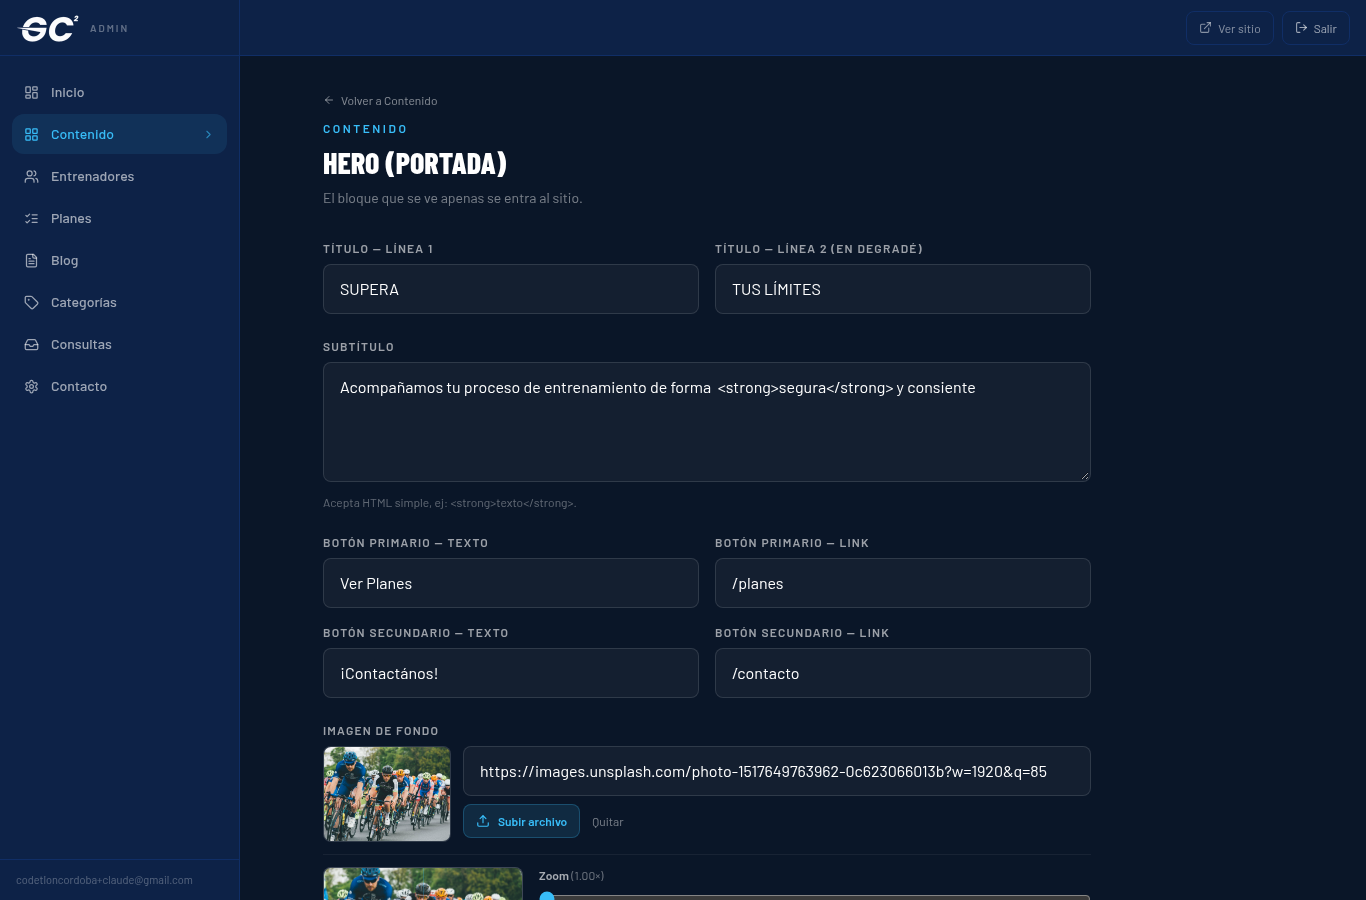 GC² ADMIN
Ver sitio
Salir
Inicio
Contenido
Entrenadores
Planes
Blog
Categorías
Consultas
Contacto
codetloncordoba+claude@gmail.com
Volver a Contenido
CONTENIDO
HERO (PORTADA)
El bloque que se ve apenas se entra al sitio.
TÍTULO — LÍNEA 1
SUPERA
TÍTULO — LÍNEA 2 (EN DEGRADÉ)
TUS LÍMITES
SUBTÍTULO
Acompañamos tu proceso de entrenamiento de forma  <strong>segura</strong> y consiente
Acepta HTML simple, ej: <strong>texto</strong>.
BOTÓN PRIMARIO — TEXTO
Ver Planes
BOTÓN PRIMARIO — LINK
/planes
BOTÓN SECUNDARIO — TEXTO
¡Contactános!
BOTÓN SECUNDARIO — LINK
/contacto
IMAGEN DE FONDO
https://images.unsplash.com/photo-1517649763962-0c623066013b?w=1920&q=85
Subir archivo
Quitar
Zoom (1.00×)